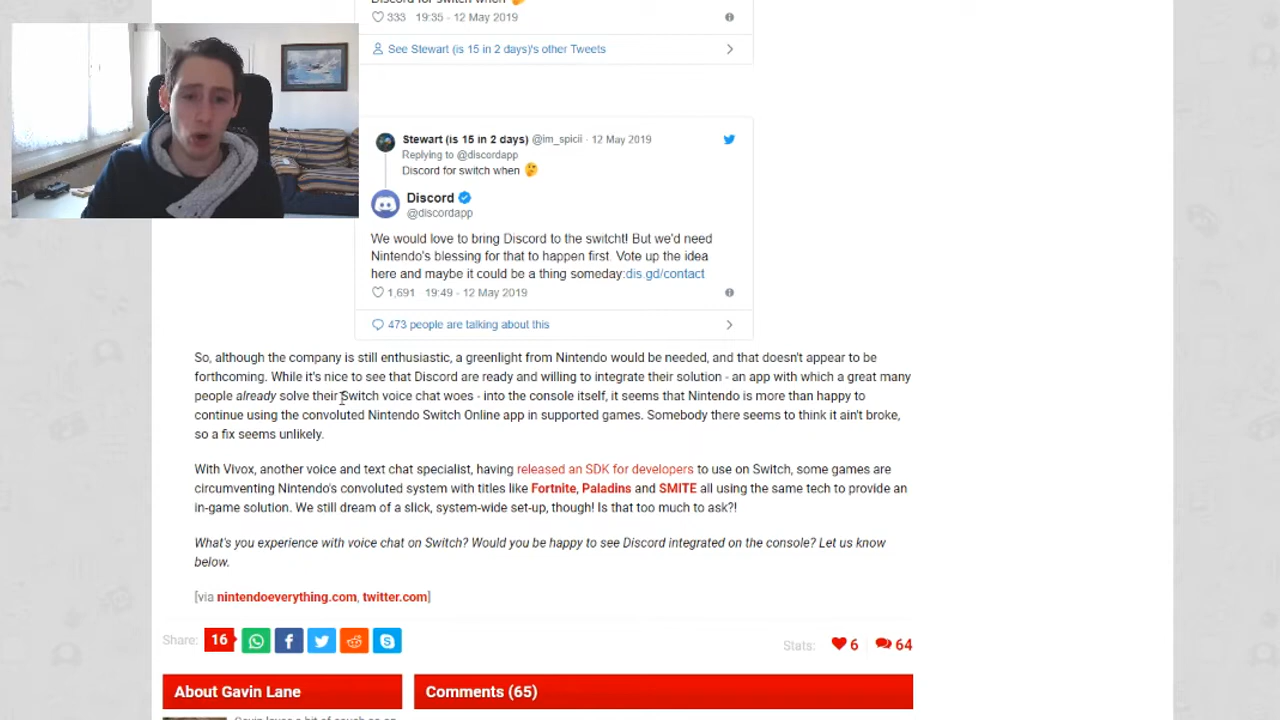 Discord for switch when 🤔
333 19:35 - 12 May 2019
See Stewart (is 15 in 2 days)'s other Tweets
Stewart (is 15 in 2 days) @im_spicii · 12 May 2019
Replying to @discordapp
Discord for switch when 🤔
Discord
@discordapp
We would love to bring Discord to the switcht! But we'd need
Nintendo's blessing for that to happen first. Vote up the idea
here and maybe it could be a thing someday:dis.gd/contact
1,691 19:49 - 12 May 2019
473 people are talking about this
So, although the company is still enthusiastic, a greenlight from Nintendo would be needed, and that doesn't appear to be
forthcoming. While it's nice to see that Discord are ready and willing to integrate their solution - an app with which a great many
people already solve their Switch voice chat woes - into the console itself, it seems that Nintendo is more than happy to
continue using the convoluted Nintendo Switch Online app in supported games. Somebody there seems to think it ain't broke,
so a fix seems unlikely.
With Vivox, another voice and text chat specialist, having released an SDK for developers to use on Switch, some games are
circumventing Nintendo's convoluted system with titles like Fortnite, Paladins and SMITE all using the same tech to provide an
in-game solution. We still dream of a slick, system-wide set-up, though! Is that too much to ask?!
What's you experience with voice chat on Switch? Would you be happy to see Discord integrated on the console? Let us know
below.
[via nintendoeverything.com, twitter.com]
Share: 16
Stats: 6 64
About Gavin Lane
Comments (65)